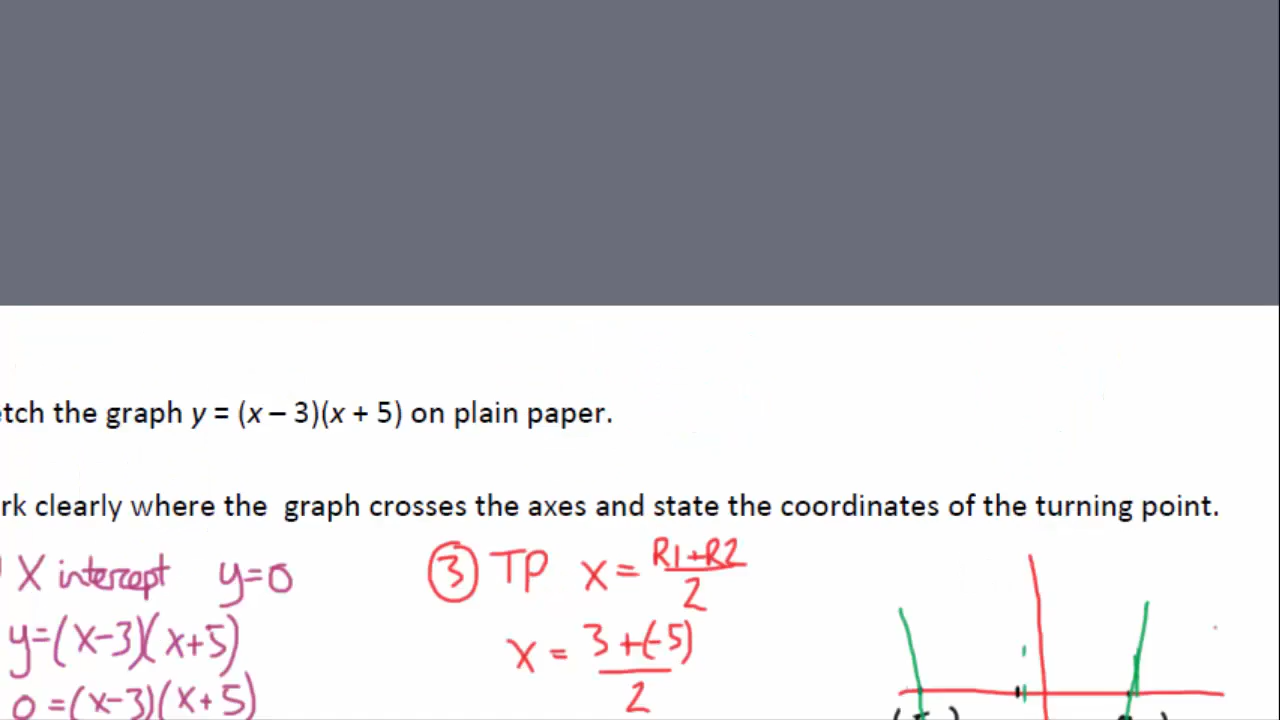 etch the graph y = (x – 3)(x + 5) on plain paper.
rk clearly where the graph crosses the axes and state the coordinates of the turning point.
X intercept y=0
y=(x-3)(x+5)
0=(x-3)(x+5)
③ TP x = R1+R2/2
x = 3+(-5)/2